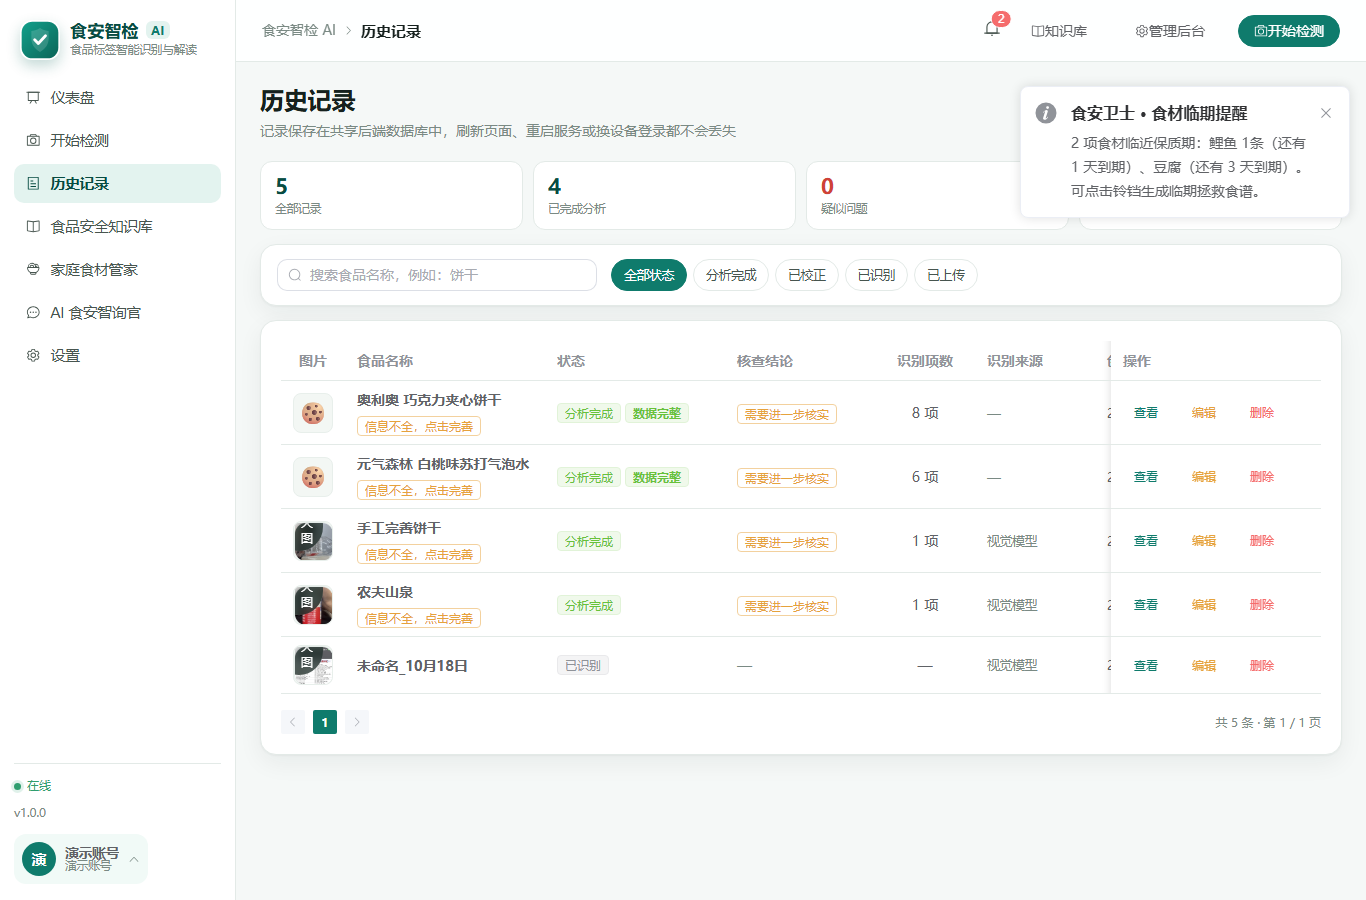 食安智检 AI
食品标签智能识别与解读
仪表盘
开始检测
历史记录
食品安全知识库
家庭食材管家
AI 食安智询官
设置
在线
v1.0.0
演
演示账号
演示账号
食安智检 AI > 历史记录
2
知识库
管理后台
开始检测
历史记录
记录保存在共享后端数据库中，刷新页面、重启服务或换设备登录都不会丢失
食安卫士 • 食材临期提醒
2 项食材临近保质期：鲤鱼 1条（还有
1 天到期）、豆腐（还有 3 天到期）。
可点击铃铛生成临期拯救食谱。
5
全部记录
4
已完成分析
0
疑似问题
搜索食品名称，例如：饼干
全部状态 分析完成 已校正 已识别 已上传
图片 食品名称 状态 核查结论 识别项数 识别来源 操作
奥利奥 巧克力夹心饼干
信息不全，点击完善
分析完成 数据完整 需要进一步核实 8 项 — 查看 编辑 删除
元气森林 白桃味苏打气泡水
信息不全，点击完善
分析完成 数据完整 需要进一步核实 6 项 — 查看 编辑 删除
图
手工完善饼干
信息不全，点击完善
分析完成 需要进一步核实 1 项 视觉模型 查看 编辑 删除
图
农夫山泉
信息不全，点击完善
分析完成 需要进一步核实 1 项 视觉模型 查看 编辑 删除
图
未命名_10月18日 已识别 — — 视觉模型 查看 编辑 删除
1
共 5 条 · 第 1 / 1 页